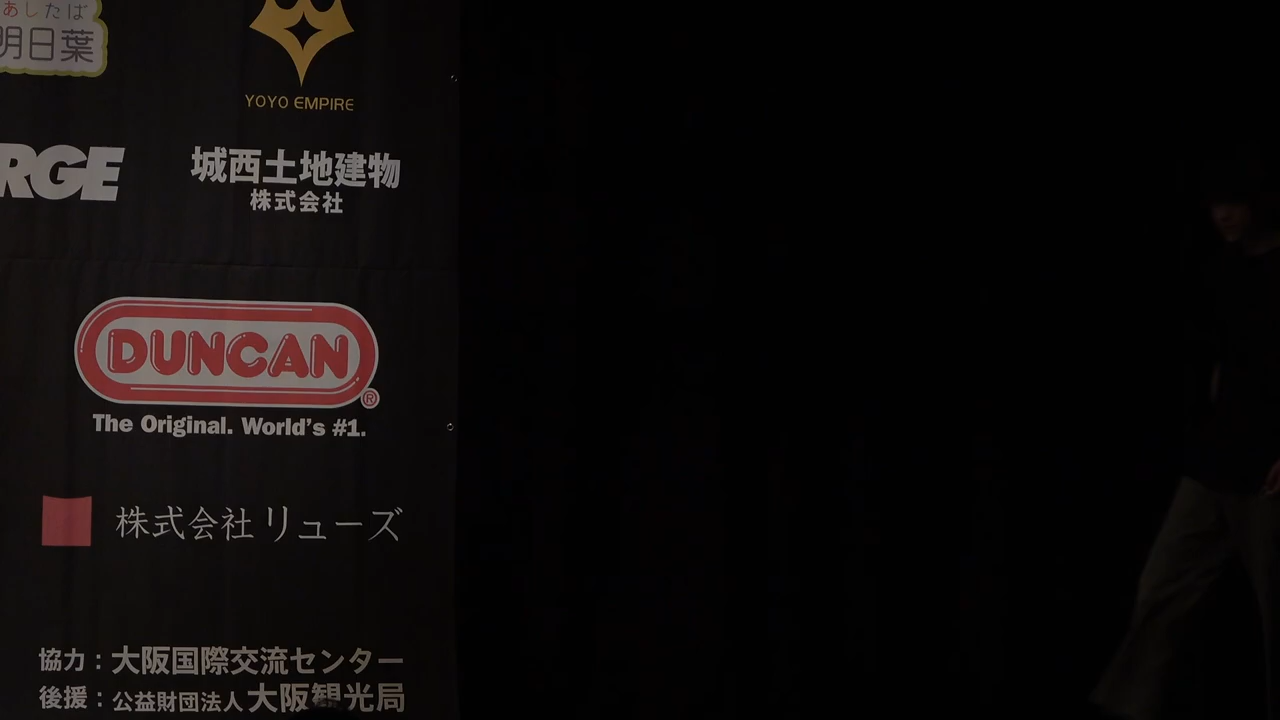 あしたば
明日葉
YOYO EMPIRE
RGE
城西土地建物
株式会社
DUNCAN
®
The Original. World's #1.
株式会社 リューズ
協力：大阪国際交流センター
後援：公益財団法人 大阪観光局